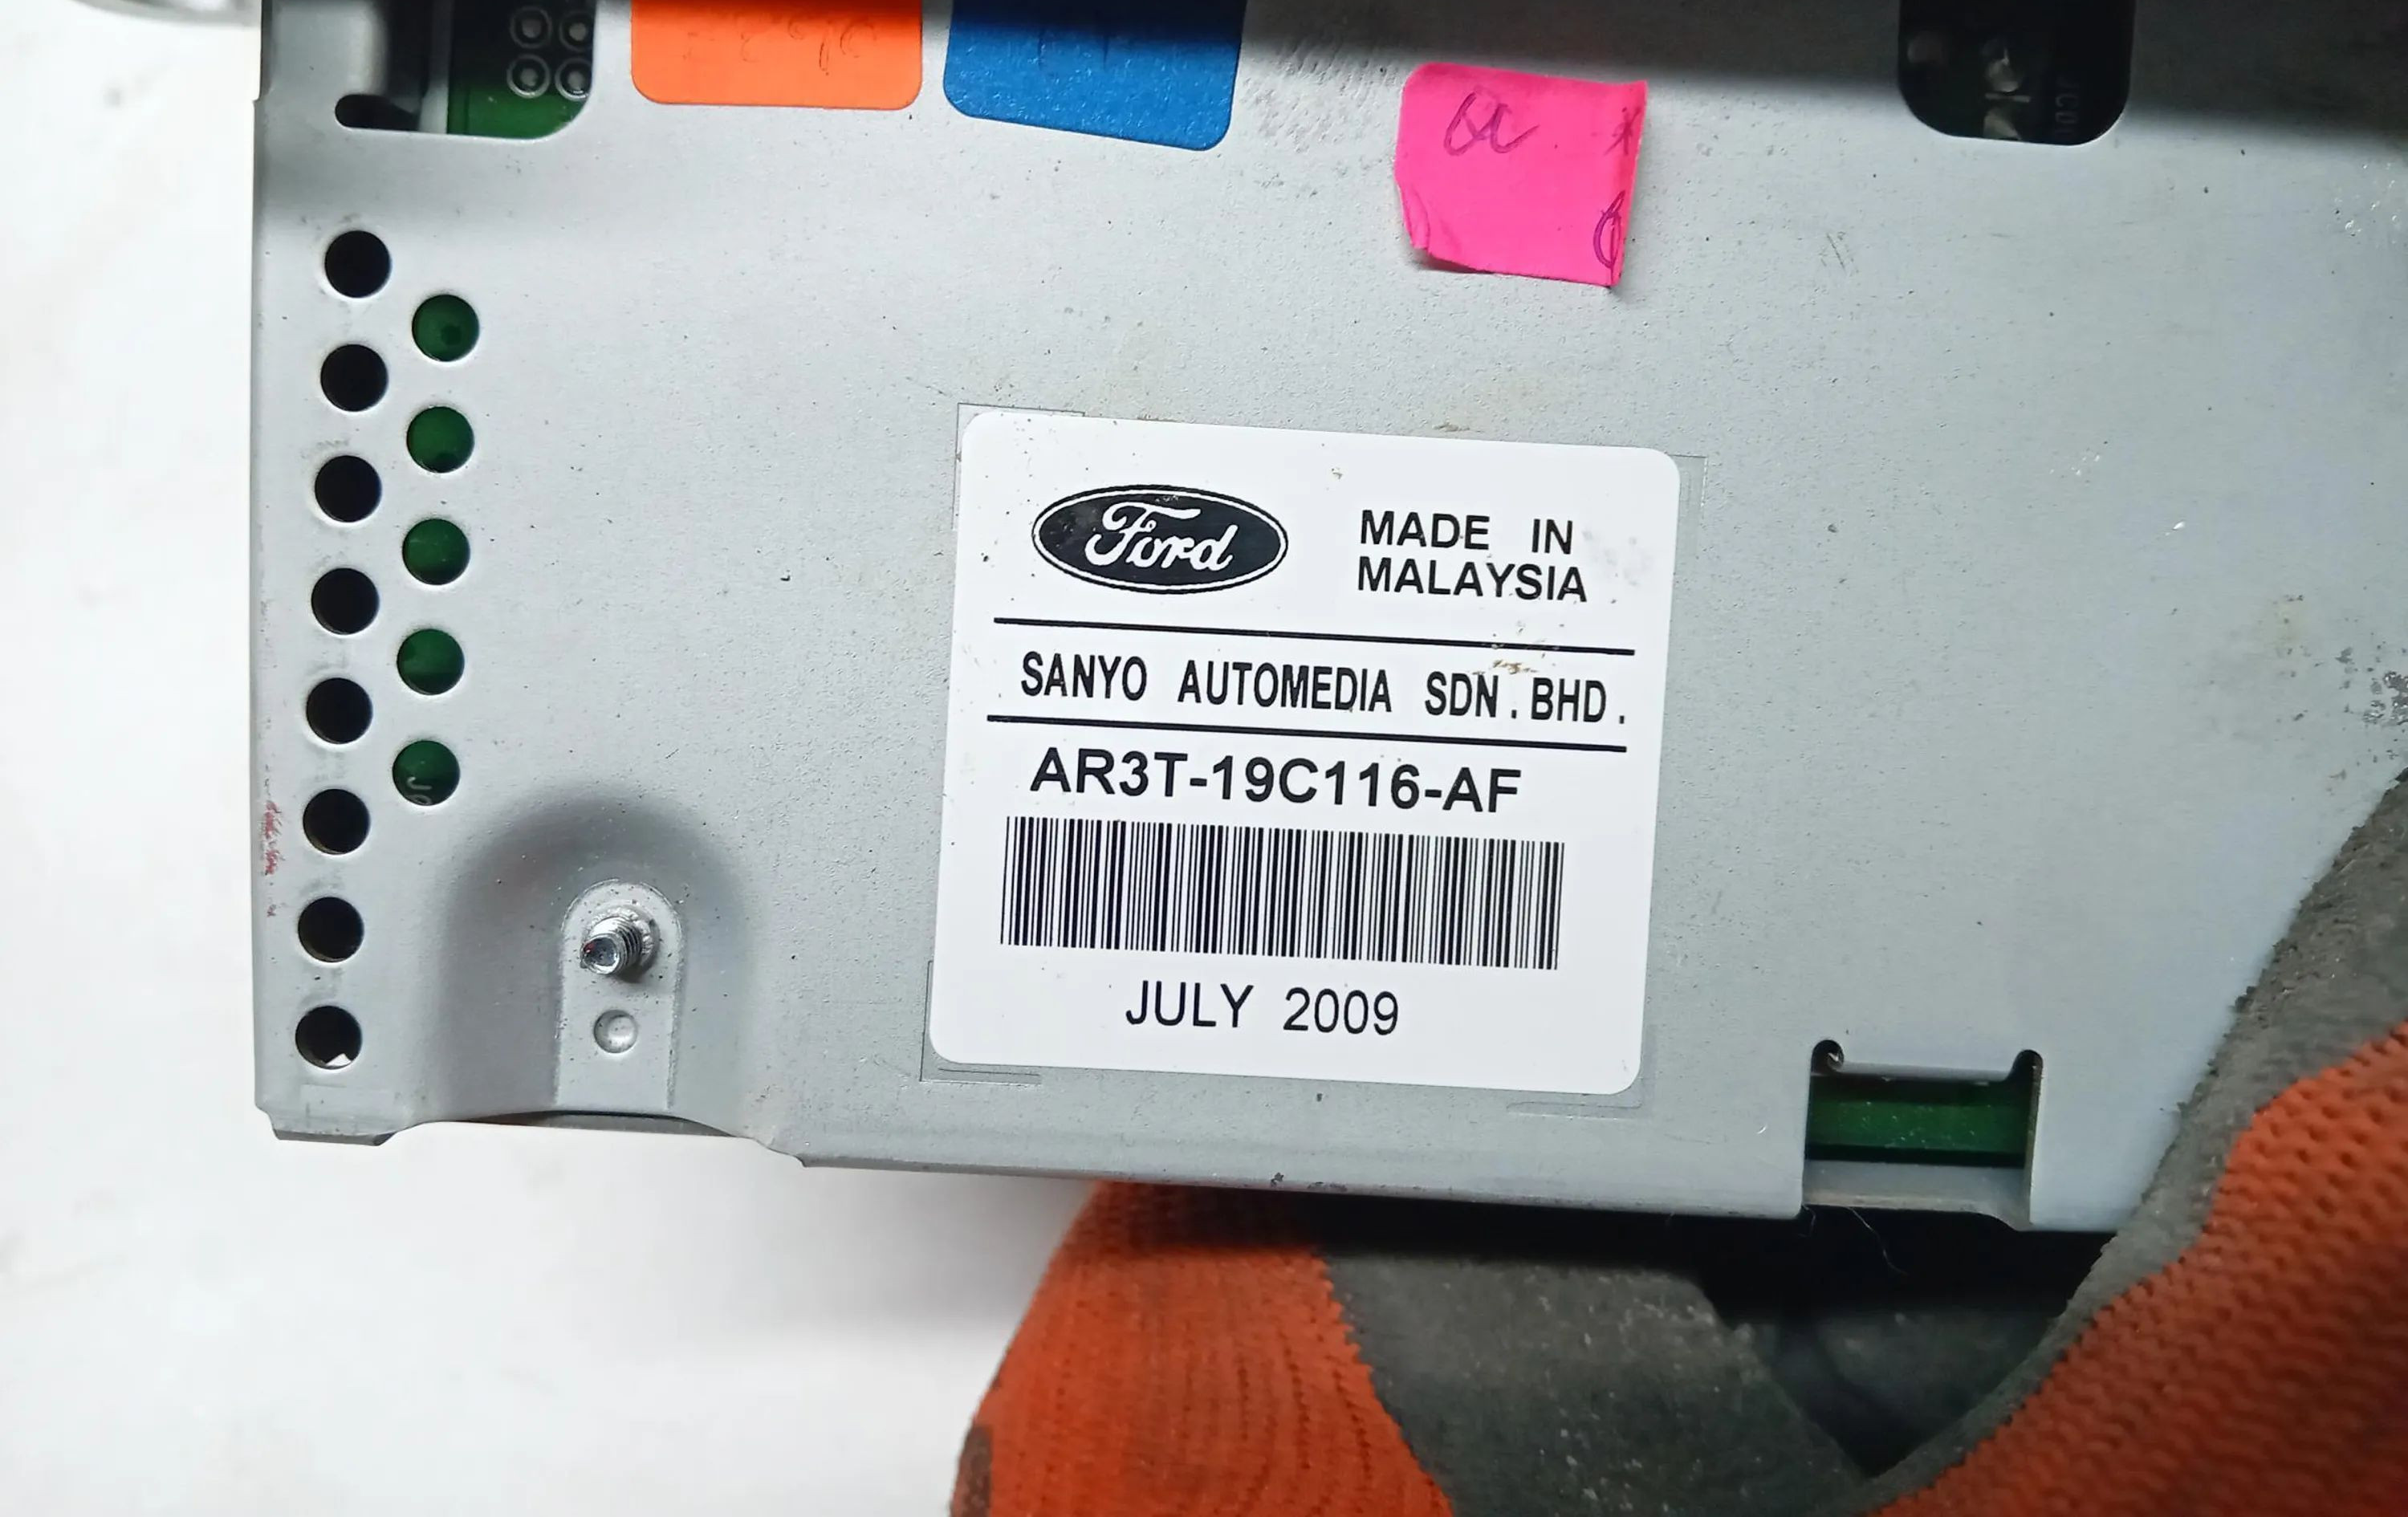 Ford
MADE IN
MALAYSIA
SANYO AUTOMEDIA SDN. BHD.
AR3T-19C116-AF
JULY 2009